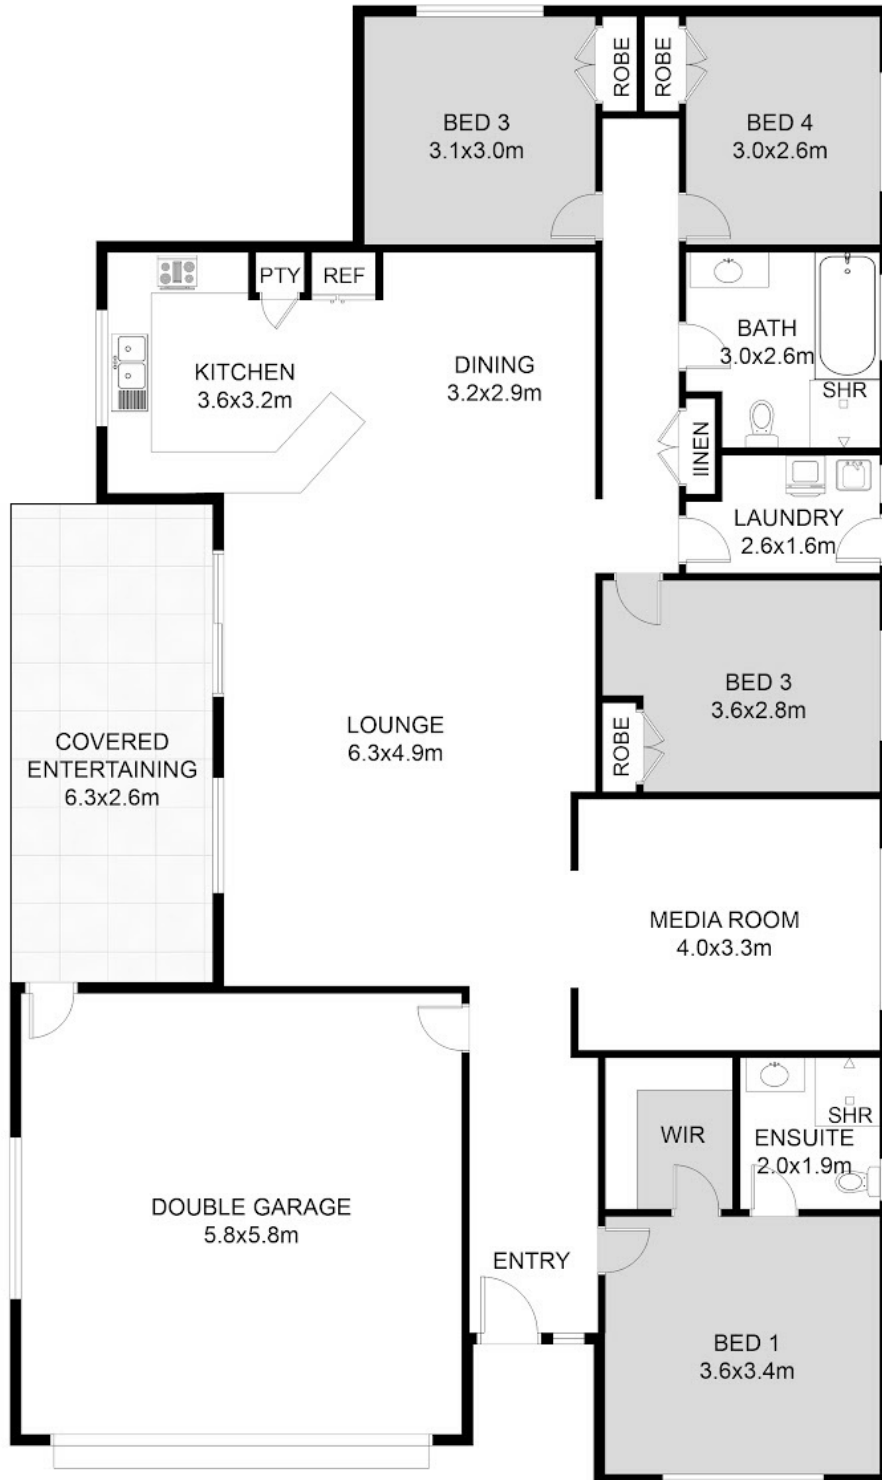 BED 3
3.1x3.0m
ROBE
ROBE
BED 4
3.0x2.6m
PTY
REF
KITCHEN
3.6x3.2m
DINING
3.2x2.9m
BATH
3.0x2.6m
SHR
IINEN
LAUNDRY
2.6x1.6m
BED 3
3.6x2.8m
ROBE
LOUNGE
6.3x4.9m
COVERED
ENTERTAINING
6.3x2.6m
MEDIA ROOM
4.0x3.3m
WIR
SHR
ENSUITE
2.0x1.9m
DOUBLE GARAGE
5.8x5.8m
ENTRY
BED 1
3.6x3.4m